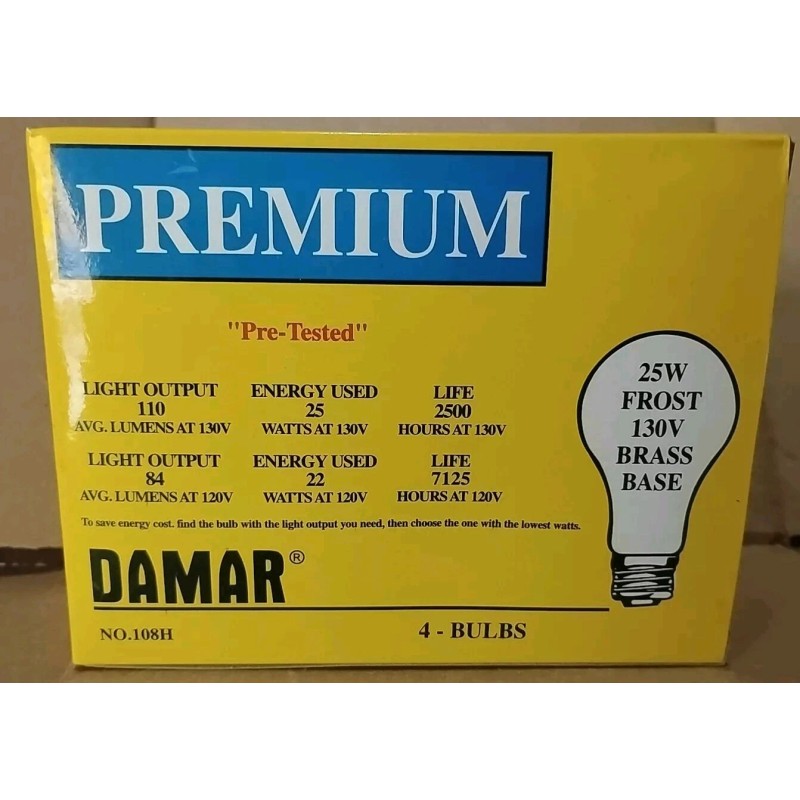 PREMIUM
"Pre-Tested"
LIGHT OUTPUT ENERGY USED LIFE
110 25 2500
AVG. LUMENS AT 130V WATTS AT 130V HOURS AT 130V
LIGHT OUTPUT ENERGY USED LIFE
84 22 7125
AVG. LUMENS AT 120V WATTS AT 120V HOURS AT 120V
To save energy cost. find the bulb with the light output you need, then choose the one with the lowest watts.
25W
FROST
130V
BRASS
BASE
DAMAR®
NO.108H 4 - BULBS